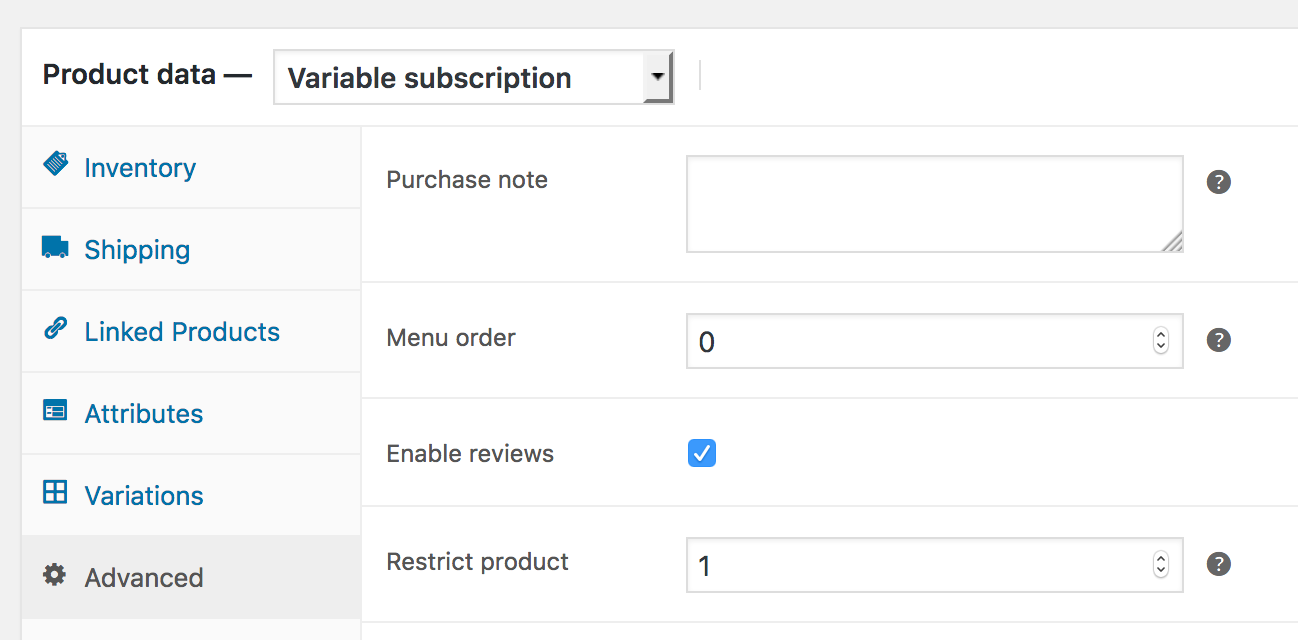 Product data —
Variable subscription
Inventory
Shipping
Linked Products
Attributes
Variations
Advanced
Purchase note
?
Menu order
0
?
Enable reviews
Restrict product
1
?